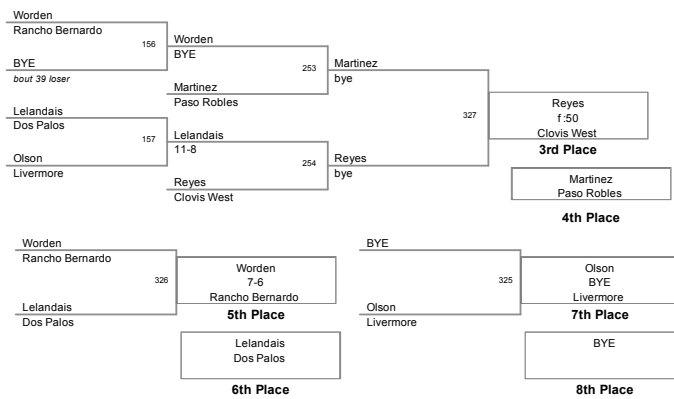 Worden
Rancho Bernardo
156
BYE
bout 39 loser
Worden
BYE
253
Martinez
Paso Robles
Martinez
bye
Lelandais
Dos Palos
157
Olson
Livermore
Lelandais
11-8
254
Reyes
Clovis West
Reyes
bye
327
Reyes
f :50
Clovis West
3rd Place
Martinez
Paso Robles
4th Place
Worden
Rancho Bernardo
326
Lelandais
Dos Palos
Worden
7-6
Rancho Bernardo
5th Place
Lelandais
Dos Palos
6th Place
BYE
325
Olson
Livermore
Olson
BYE
Livermore
7th Place
BYE
8th Place